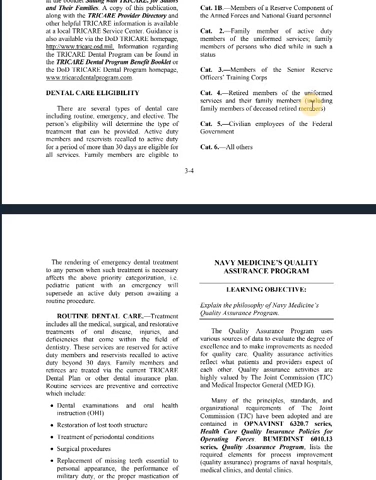 in the booklet Sailing with TRICARE, for Sailors
and Their Families. A copy of this publication,
along with the TRICARE Provider Directory and
other helpful TRICARE information is available
at a local TRICARE Service Center. Guidance is
also available via the DoD TRICARE homepage,
http://www.tricare.osd.mil. Information regarding
the TRICARE Dental Program can be found in
the TRICARE Dental Program Benefit Booklet or
the DoD TRICARE Dental Program homepage,
www.tricaredentalprogram.com.
DENTAL CARE ELIGIBILITY
There are several types of dental care
including routine, emergency, and elective. The
person's eligibility will determine the type of
treatment that can be provided. Active duty
members and reservists recalled to active duty
for a period of more than 30 days are eligible for
all services. Family members are eligible to
Cat. 1B.—Members of a Reserve Component of
the Armed Forces and National Guard personnel
Cat. 2.—Family member of active duty
members of the uniformed services; family
members of persons who died while in such a
status
Cat. 3.—Members of the Senior Reserve
Officers' Training Corps
Cat. 4.—Retired members of the uniformed
services and their family members (including
family members of deceased retired members)
Cat. 5.—Civilian employees of the Federal
Government
Cat. 6.—All others
3-4
The rendering of emergency dental treatment
to any person when such treatment is necessary
affects the above priority categorization, i.e.
pediatric patient with an emergency will
supersede an active duty person awaiting a
routine procedure.
ROUTINE DENTAL CARE.—Treatment
includes all the medical, surgical, and restorative
treatments of oral disease, injuries, and
deficiencies that come within the field of
dentistry. These services are reserved for active
duty members and reservists recalled to active
duty beyond 30 days. Family members and
retirees are treated via the current TRICARE
Dental Plan or other dental insurance plan.
Routine services are preventive and corrective
which include:
• Dental examinations and oral health
instruction (OHI)
• Restoration of lost tooth structure
• Treatment of periodontal conditions
• Surgical procedures
• Replacement of missing teeth essential to
personal appearance, the performance of
military duty, or the proper mastication of
NAVY MEDICINE'S QUALITY
ASSURANCE PROGRAM
LEARNING OBJECTIVE:
Explain the philosophy of Navy Medicine's
Quality Assurance Program.
The Quality Assurance Program uses
various sources of data to evaluate the degree of
excellence and to make improvements as needed
for quality care. Quality assurance activities
reflect what patients and providers expect of
each other. Quality assurance activities are
highly valued by The Joint Commission (TJC)
and Medical Inspector General (MED IG).
Many of the principles, standards, and
organizational requirements of The Joint
Commission (TJC) have been adopted and are
contained in OPNAVINST 6320.7 series,
Health Care Quality Insurance Policies for
Operating Forces. BUMEDINST 6010.13
series, Quality Assurance Program, lists the
required elements for process improvement
(quality assurance) programs of naval hospitals,
medical clinics, and dental clinics.